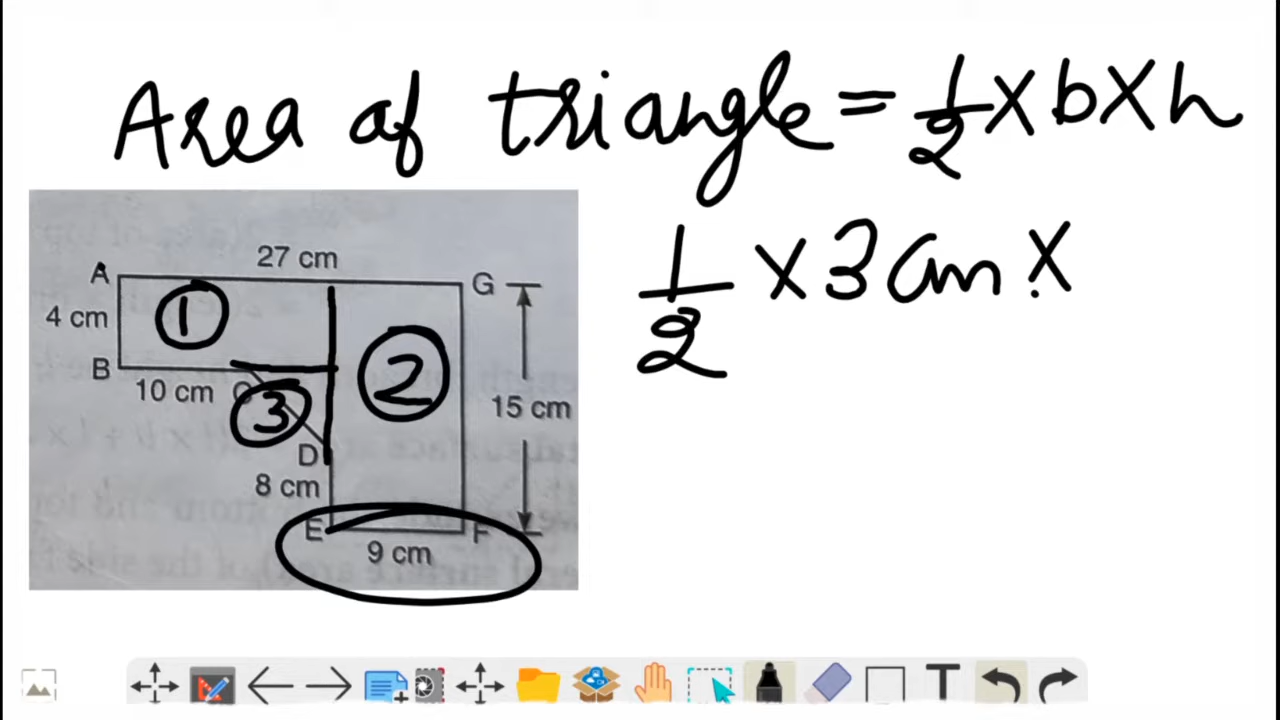 Area of triangle = 1/2 X b X h
1/2 X 3 cm X
27 cm
A
G
4 cm
1
B
10 cm
2
3
15 cm
D
8 cm
E
F
9 cm
T